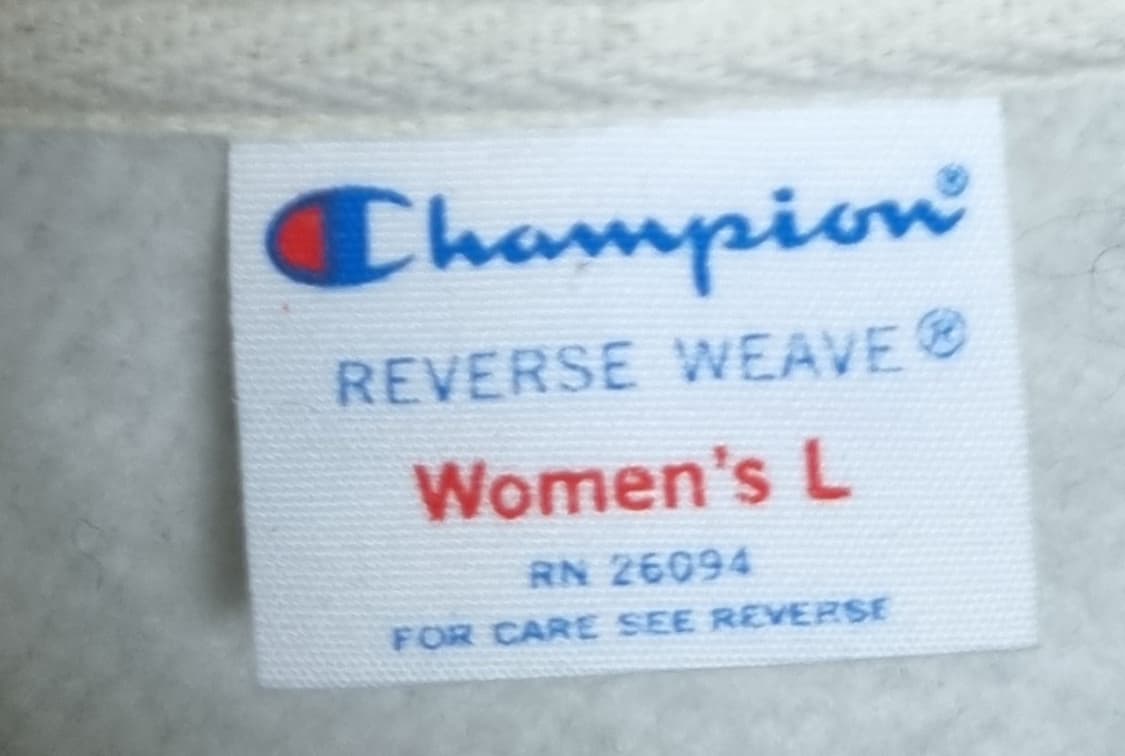 Champion®
REVERSE WEAVE®
Women's L
RN 26094
FOR CARE SEE REVERSE